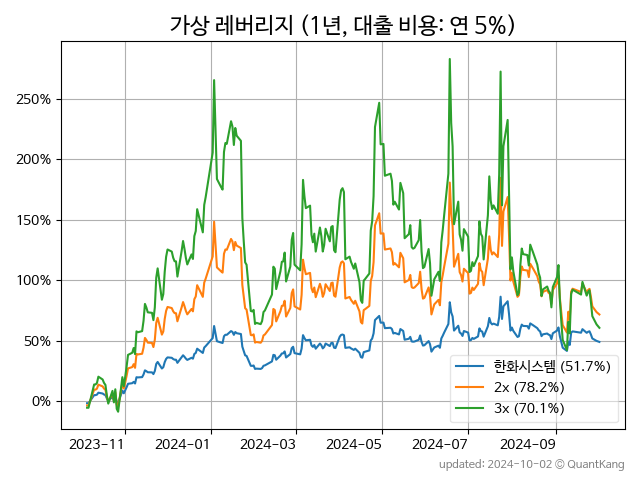 가상 레버리지 (1년, 대출 비용: 연 5%)
250%
200%
150%
100%
50%
0%
2023-11
2024-01
2024-03
2024-05
2024-07
2024-09
한화시스템 (51.7%)
2x (78.2%)
3x (70.1%)
updated: 2024-10-02 © QuantKang